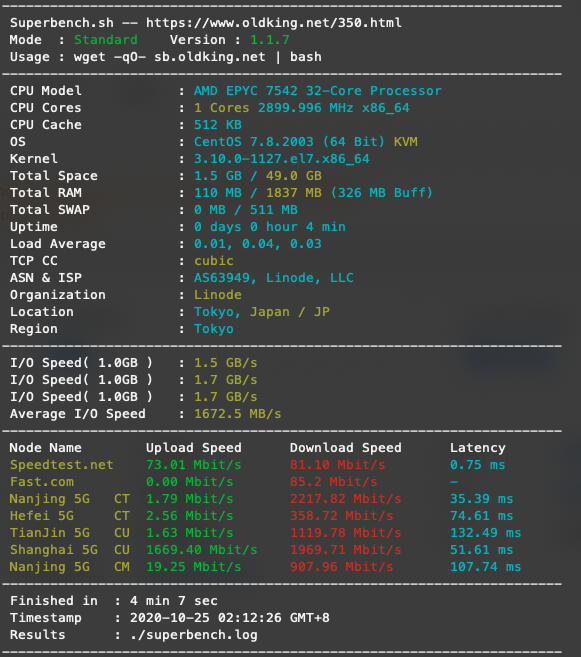 Superbench.sh -- https://www.oldking.net/350.html
Mode  : Standard    Version : 1.1.7
Usage : wget -qO- sb.oldking.net | bash
CPU Model            : AMD EPYC 7542 32-Core Processor
CPU Cores            : 1 Cores 2899.996 MHz x86_64
CPU Cache            : 512 KB
OS                   : CentOS 7.8.2003 (64 Bit) KVM
Kernel               : 3.10.0-1127.el7.x86_64
Total Space          : 1.5 GB / 49.0 GB
Total RAM            : 110 MB / 1837 MB (326 MB Buff)
Total SWAP           : 0 MB / 511 MB
Uptime               : 0 days 0 hour 4 min
Load Average         : 0.01, 0.04, 0.03
TCP CC               : cubic
ASN & ISP            : AS63949, Linode, LLC
Organization         : Linode
Location             : Tokyo, Japan / JP
Region               : Tokyo
I/O Speed( 1.0GB )   : 1.5 GB/s
I/O Speed( 1.0GB )   : 1.7 GB/s
I/O Speed( 1.0GB )   : 1.7 GB/s
Average I/O Speed    : 1672.5 MB/s
Node Name        Upload Speed      Download Speed      Latency
Speedtest.net    73.01 Mbit/s      81.10 Mbit/s        0.75 ms
Fast.com         0.00 Mbit/s       85.2 Mbit/s         -
Nanjing 5G   CT  1.79 Mbit/s       2217.82 Mbit/s      35.39 ms
Hefei 5G     CT  2.56 Mbit/s       358.72 Mbit/s       74.61 ms
TianJin 5G   CU  1.63 Mbit/s       1119.78 Mbit/s      132.49 ms
Shanghai 5G  CU  1669.40 Mbit/s    1969.71 Mbit/s      51.61 ms
Nanjing 5G   CM  19.25 Mbit/s      907.96 Mbit/s       107.74 ms
Finished in  : 4 min 7 sec
Timestamp    : 2020-10-25 02:12:26 GMT+8
Results      : ./superbench.log